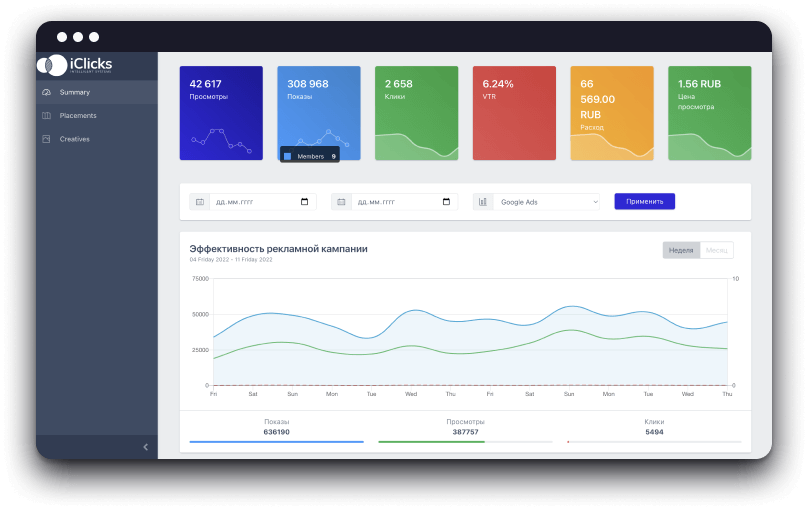 iClicks
INTELLIGENT SYSTEMS
Summary
Placements
Creatives
42 617
Просмотры
308 968
Показы
Members 9
2 658
Клики
6.24%
VTR
66
569.00
RUB
Расход
1.56 RUB
Цена
просмотра
дд.мм.гггг
дд.мм.гггг
Google Ads
Применить
Эффективность рекламной кампании
04 Friday 2022 - 11 Friday 2022
Неделя
Месяц
75000
50000
25000
0
10
0
Fri Sat Sun Mon Tue Wed Thu Fri Sat Sun Mon Tue Wed Thu
Показы
636190
Просмотры
387757
Клики
5494